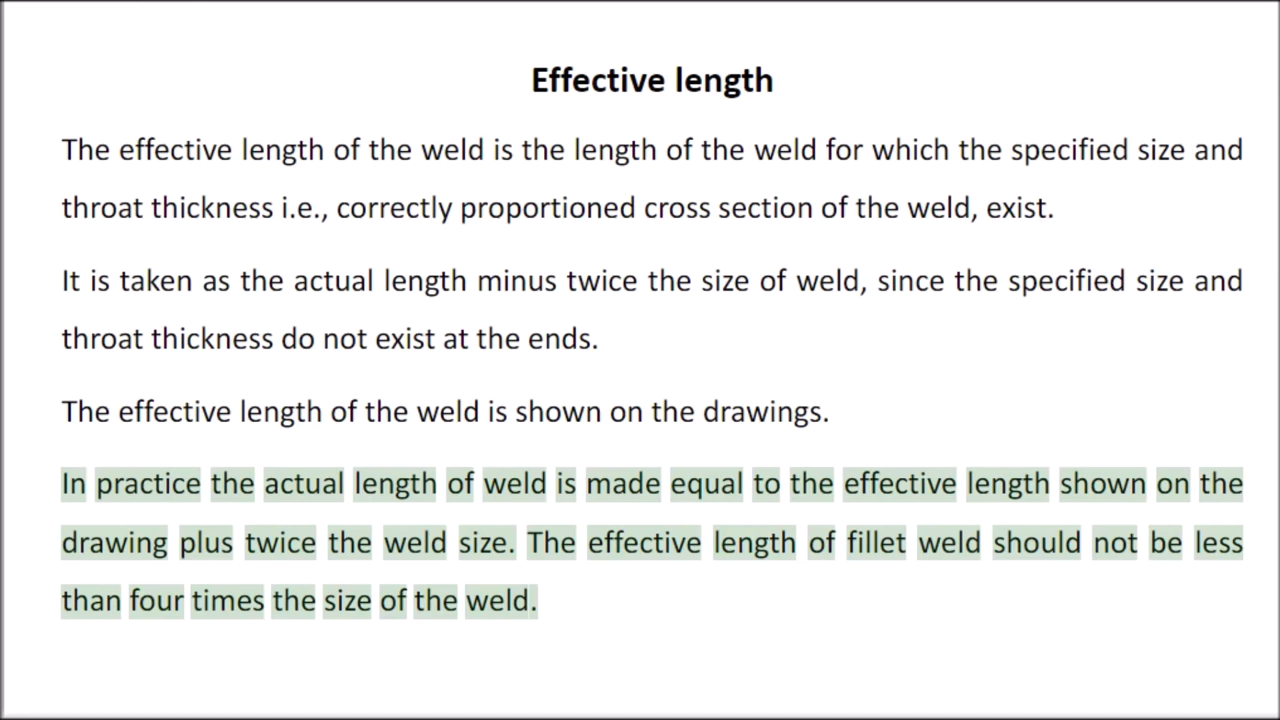 Effective length
The effective length of the weld is the length of the weld for which the specified size and
throat thickness i.e., correctly proportioned cross section of the weld, exist.
It is taken as the actual length minus twice the size of weld, since the specified size and
throat thickness do not exist at the ends.
The effective length of the weld is shown on the drawings.
In practice the actual length of weld is made equal to the effective length shown on the
drawing plus twice the weld size. The effective length of fillet weld should not be less
than four times the size of the weld.